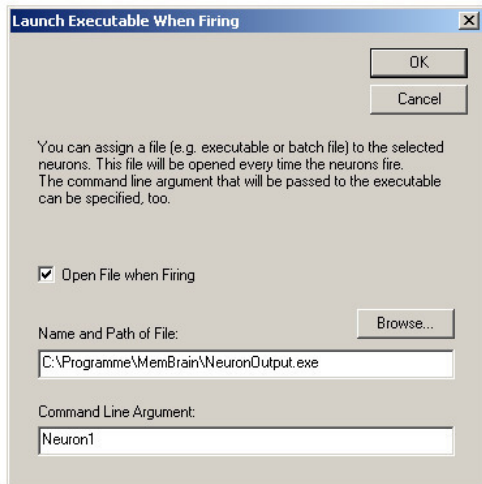 Launch Executable When Firing
OK
Cancel
You can assign a file (e.g. executable or batch file) to the selected
neurons. This file will be opened every time the neurons fire.
The command line argument that will be passed to the executable
can be specified, too.
Open File when Firing
Browse...
Name and Path of File:
C:\Programme\MemBrain\NeuronOutput.exe
Command Line Argument:
Neuron1